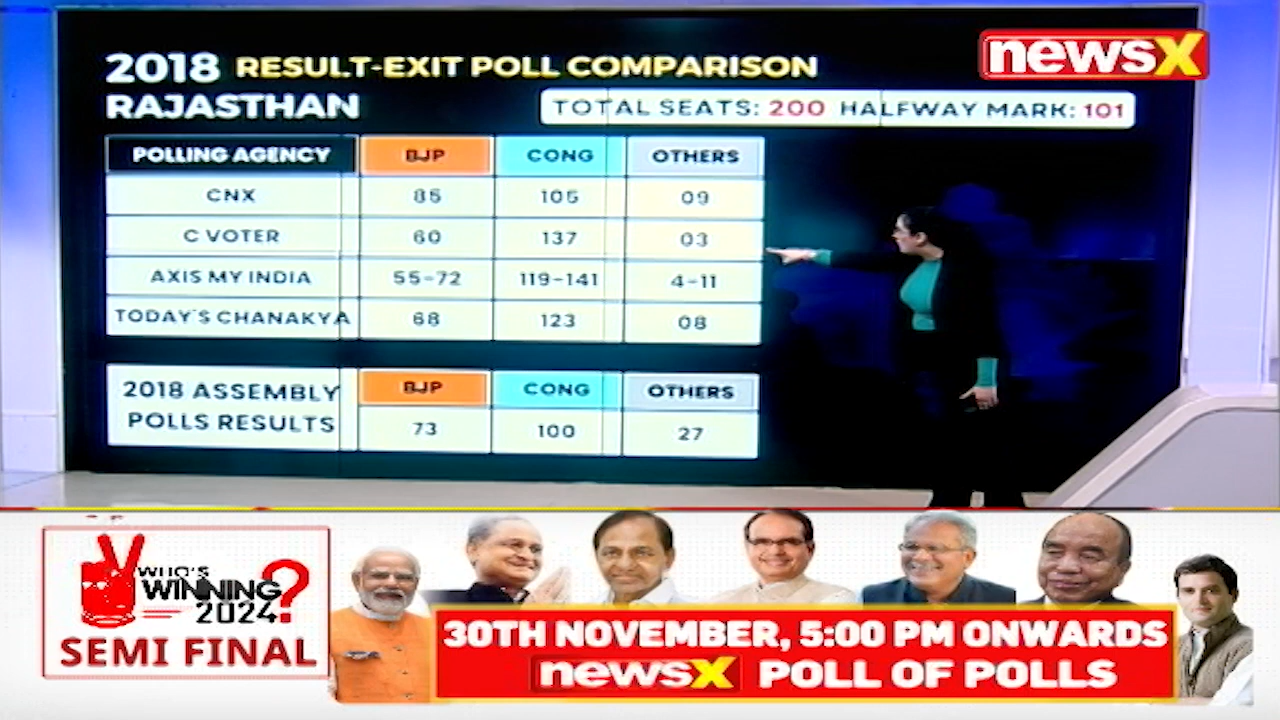 2018 RESULT-EXIT POLL COMPARISON
RAJASTHAN
newsX
TOTAL SEATS: 200 HALFWAY MARK: 101
POLLING AGENCY BJP CONG OTHERS
CNX 85 105 09
C VOTER 60 137 03
AXIS MY INDIA 55-72 119-141 4-11
TODAY'S CHANAKYA 68 123 08
2018 ASSEMBLY POLLS RESULTS BJP CONG OTHERS
73 100 27
WHO'S
WINNING
2024?
SEMI FINAL
30TH NOVEMBER, 5:00 PM ONWARDS
newsX POLL OF POLLS